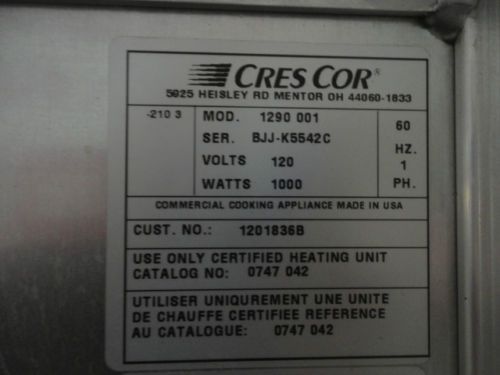 CRES COR®
5925 HEISLEY RD MENTOR OH 44060-1833
-210 3
MOD. 1290 001
SER. BJJ-K5542C
VOLTS 120
WATTS 1000
60
HZ.
1
PH.
COMMERCIAL COOKING APPLIANCE MADE IN USA
CUST. NO.: 1201836B
USE ONLY CERTIFIED HEATING UNIT
CATALOG NO: 0747 042
UTILISER UNIQUREMENT UNE UNITE
DE CHAUFFE CERTIFIEE REFERENCE
AU CATALOGUE: 0747 042